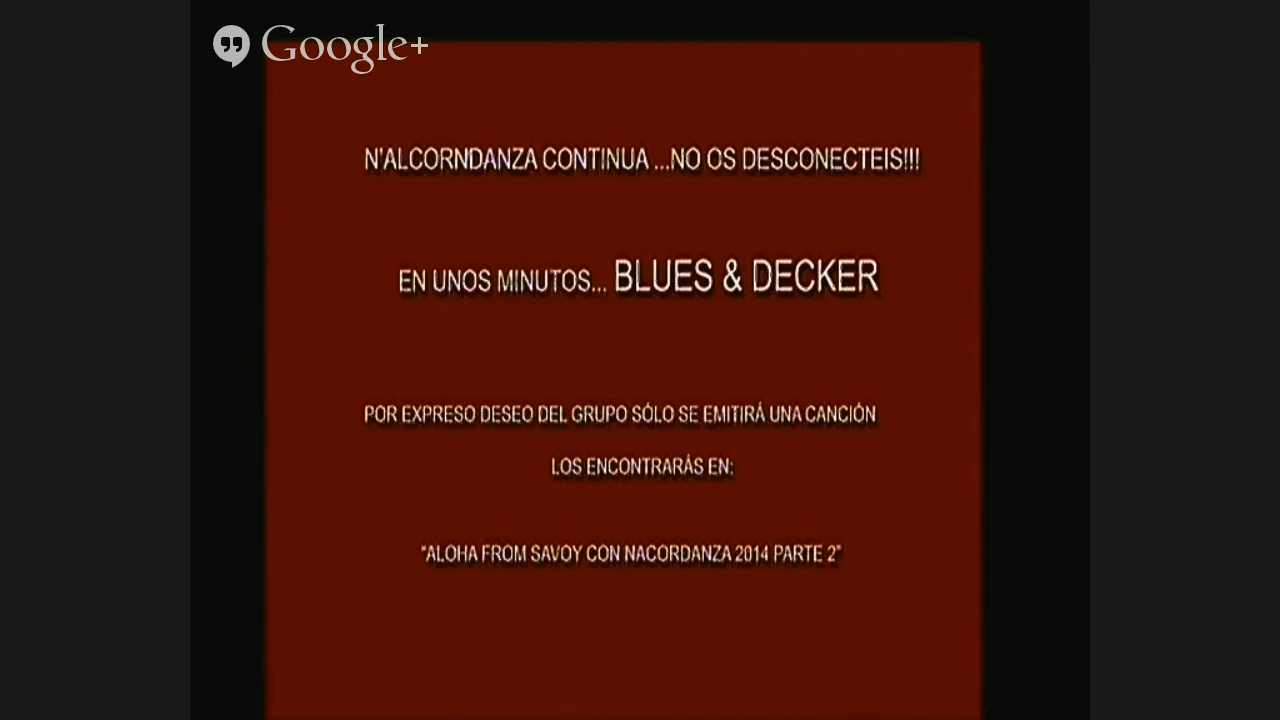 Google+
N'ALCORNDANZA CONTINUA ...NO OS DESCONECTEIS!!!
EN UNOS MINUTOS... BLUES & DECKER
POR EXPRESO DESEO DEL GRUPO SÓLO SE EMITIRÁ UNA CANCIÓN
LOS ENCONTRARÁS EN:
"ALOHA FROM SAVOY CON NACORDANZA 2014 PARTE 2"